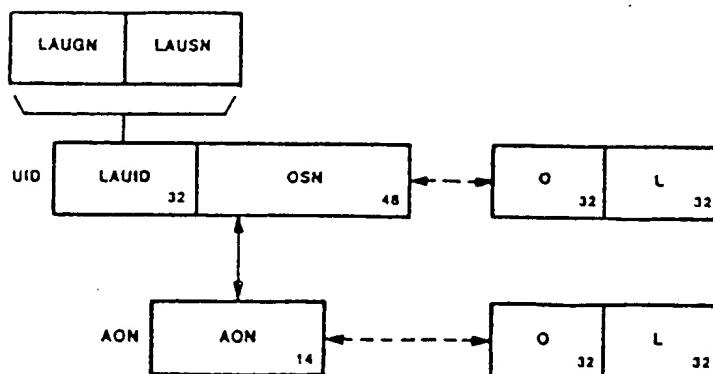 LAUGN LAUSN
UID LAUID 32 OSN 48 O 32 L 32
AON AON 14 O 32 L 32